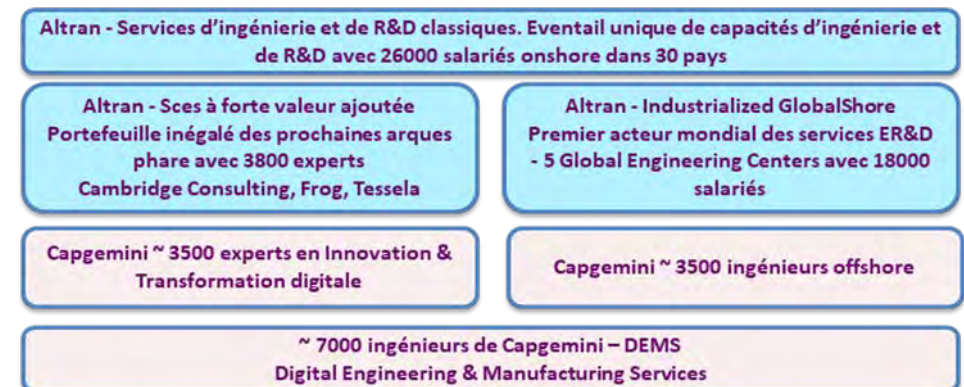 Altran - Services d'ingénierie et de R&D classiques. Eventail unique de capacités d'ingénierie et
de R&D avec 26000 salariés onshore dans 30 pays
Altran - Sces à forte valeur ajoutée
Portefeuille inégalé des prochaines arques
phare avec 3800 experts
Cambridge Consulting, Frog, Tessela
Altran - Industrialized GlobalShore
Premier acteur mondial des services ER&D
- 5 Global Engineering Centers avec 18000
salariés
Capgemini ~ 3500 experts en Innovation &
Transformation digitale
Capgemini ~ 3500 ingénieurs offshore
~ 7000 ingénieurs de Capgemini – DEMS
Digital Engineering & Manufacturing Services